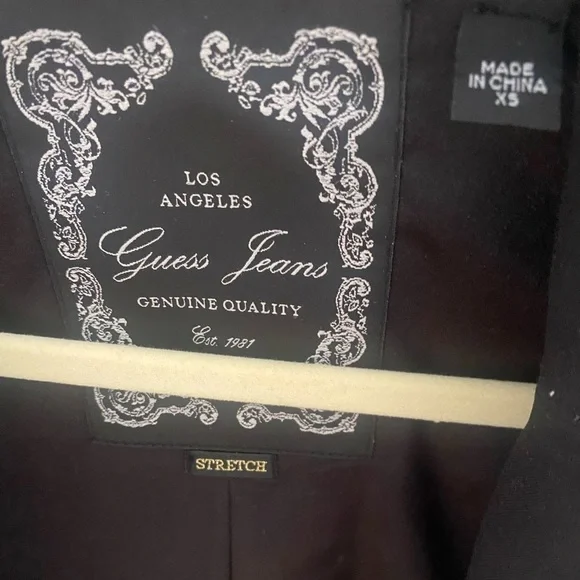 LOS
ANGELES
Guess Jeans
GENUINE QUALITY
Est. 1981
STRETCH
MADE
IN CHINA
XS